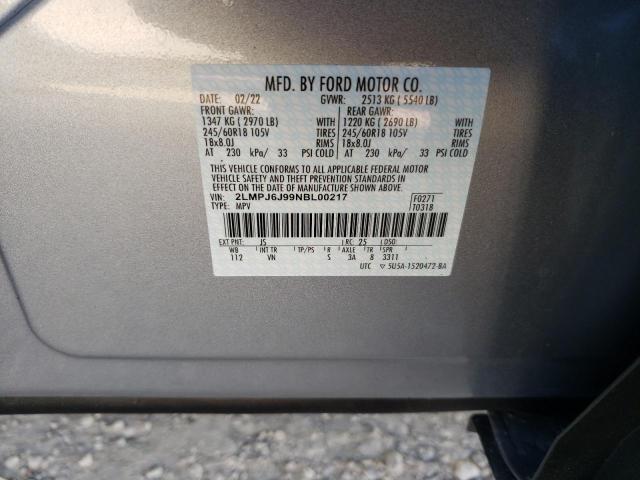 MFD. BY FORD MOTOR CO.
DATE: 02/22 GVWR: 2513 KG ( 5540 LB)
FRONT GAWR: REAR GAWR:
1347 KG ( 2970 LB) WITH 1220 KG ( 2690 LB) WITH
245/60R18 105V TIRES 245/60R18 105V TIRES
18x8.0J RIMS 18x8.0J RIMS
AT 230 kPa/ 33 PSI COLD AT 230 kPa/ 33 PSI COLD
THIS VEHICLE CONFORMS TO ALL APPLICABLE FEDERAL MOTOR
VEHICLE SAFETY AND THEFT PREVENTION STANDARDS IN
EFFECT ON THE DATE OF MANUFACTURE SHOWN ABOVE.
VIN: 2LMPJ6J99NBL00217 F0271
TYPE: MPV T0318
EXT PNT: JS RC: 25 DSO:
WB INT TR TP/PS R AXLE TR SPR
112 VN S 3A 8 3311
UTC ▽ 5U5A-1520472-BA